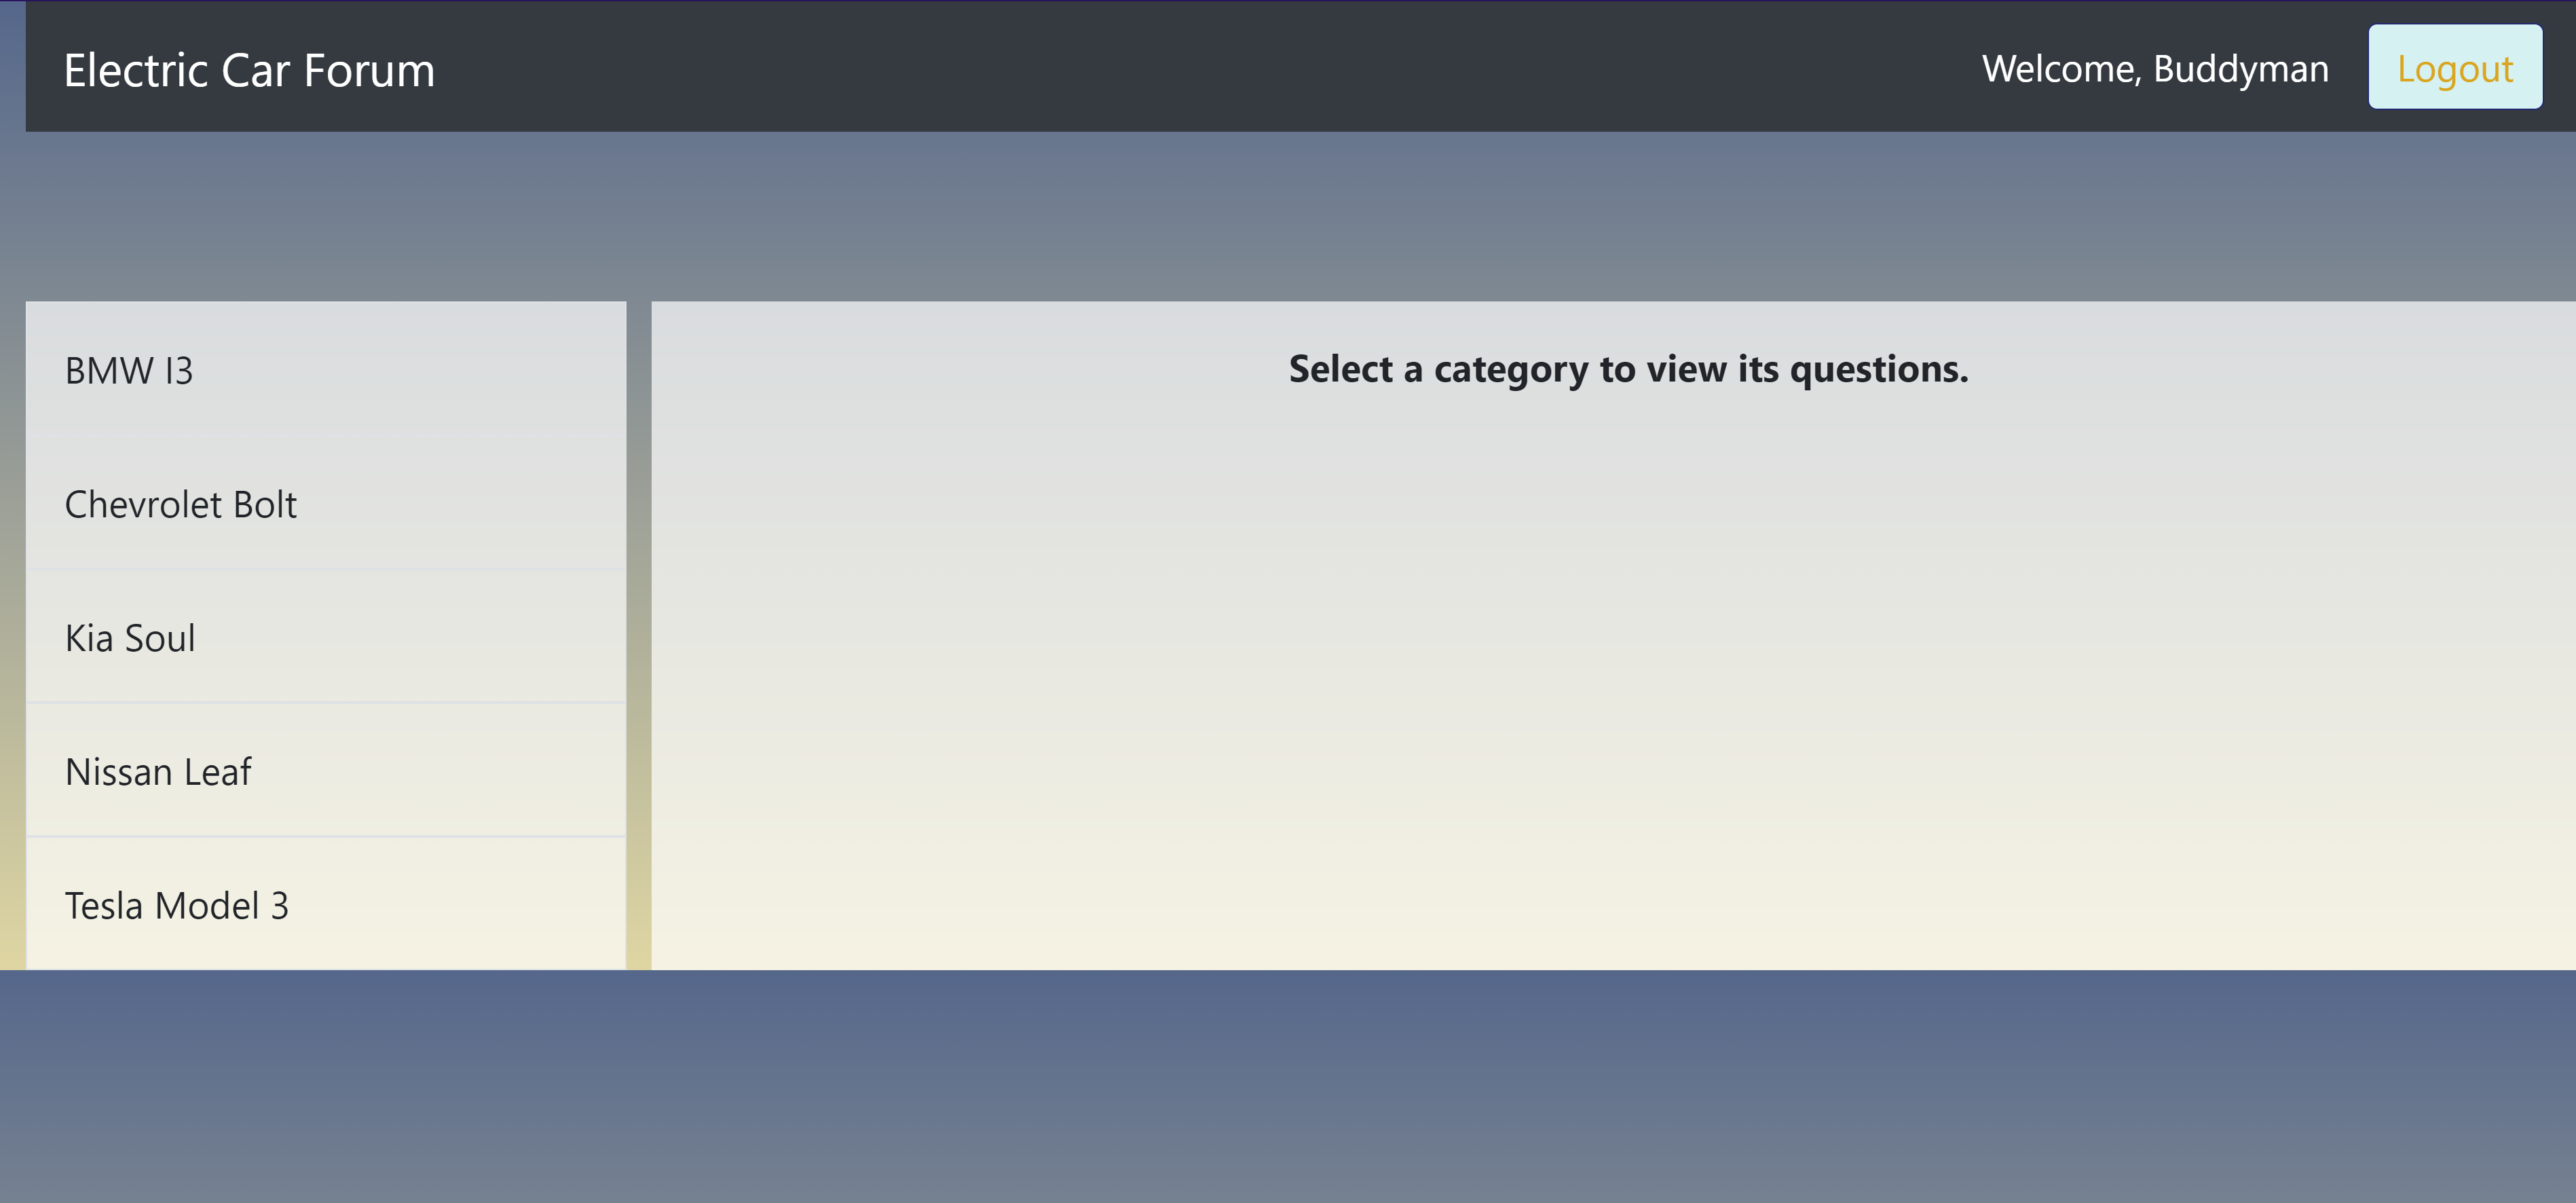 Electric Car Forum
Welcome, Buddyman
Logout
BMW I3
Select a category to view its questions.
Chevrolet Bolt
Kia Soul
Nissan Leaf
Tesla Model 3